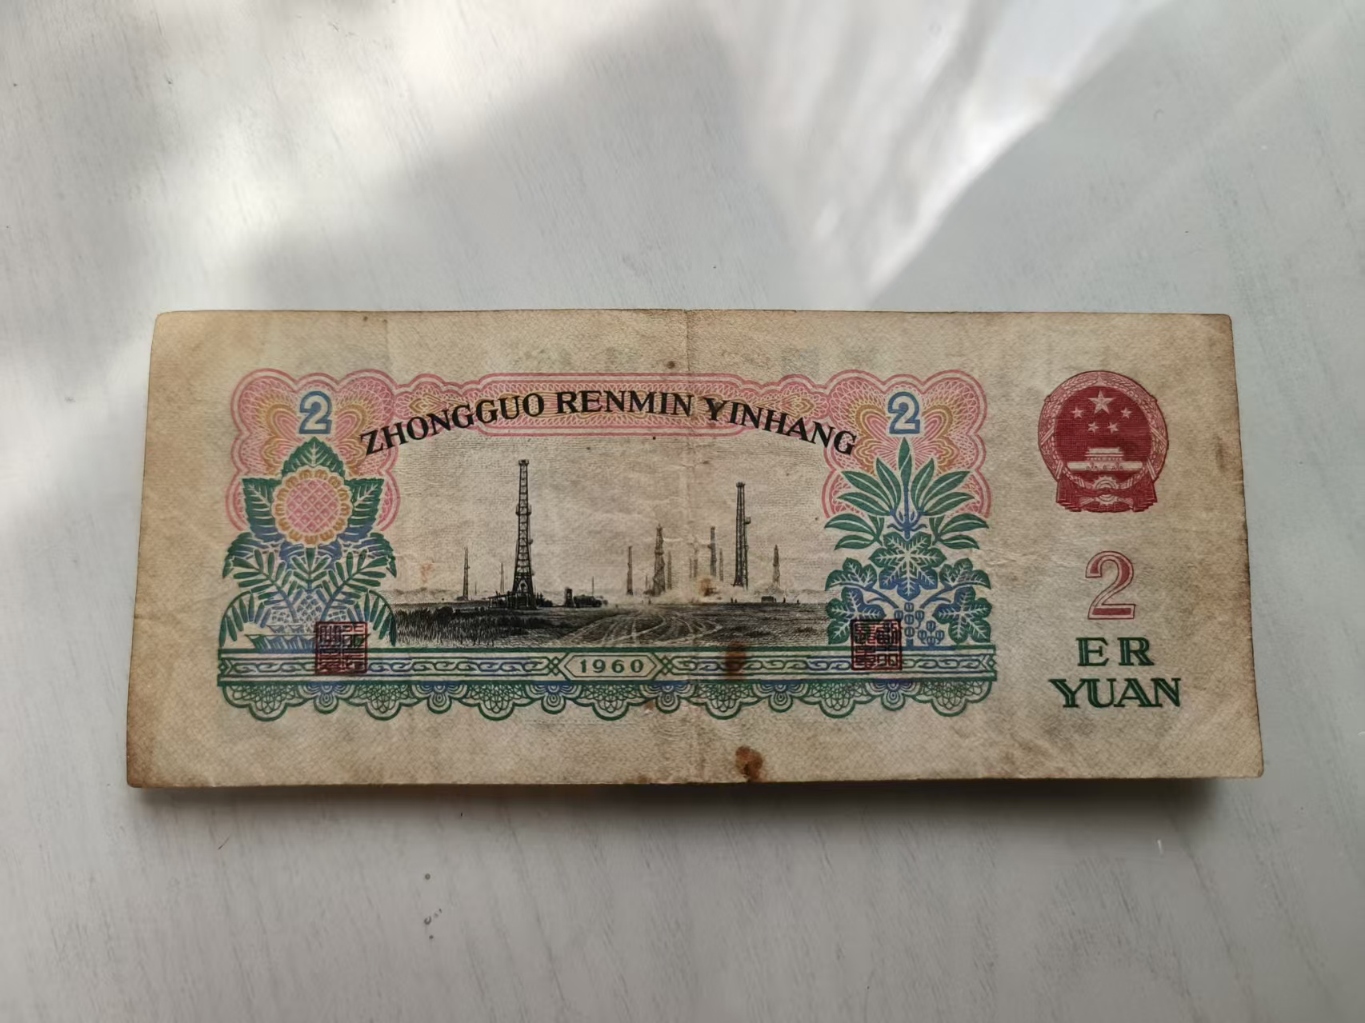 2
ZHONGGUO RENMIN YINHANG
2
1960
2
ER
YUAN